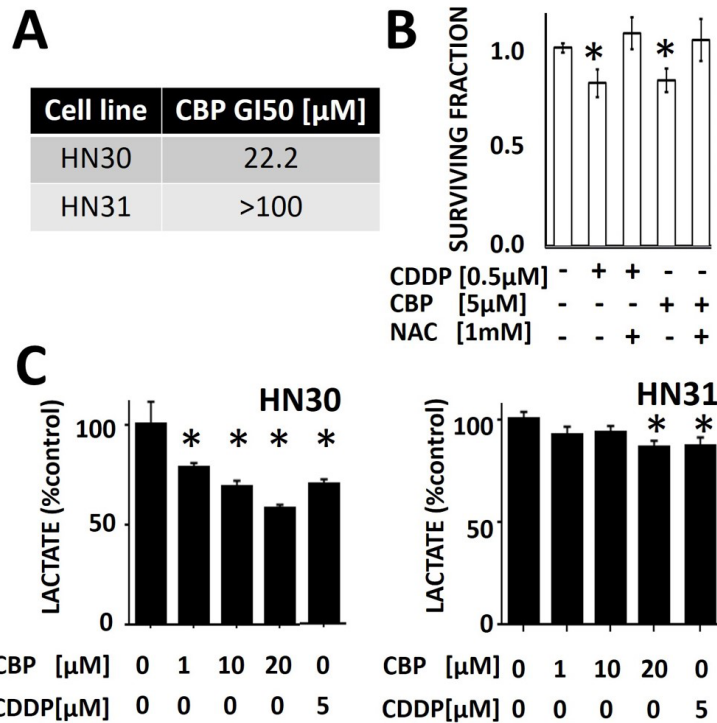 A
Cell line CBP GI50 [µM]
HN30 22.2
HN31 >100
B
SURVIVING FRACTION
1.0
0.5
0.0
* *
CDDP [0.5µM] - + + - -
CBP [5µM] - - - + +
NAC [1mM] - - + - +
C
HN30
LACTATE (%control)
100
50
0
* * * *
CBP [µM] 0 1 10 20 0
CDDP[µM] 0 0 0 0 5
HN31
LACTATE (%control)
100
50
0
* *
CBP [µM] 0 1 10 20 0
CDDP[µM] 0 0 0 0 5